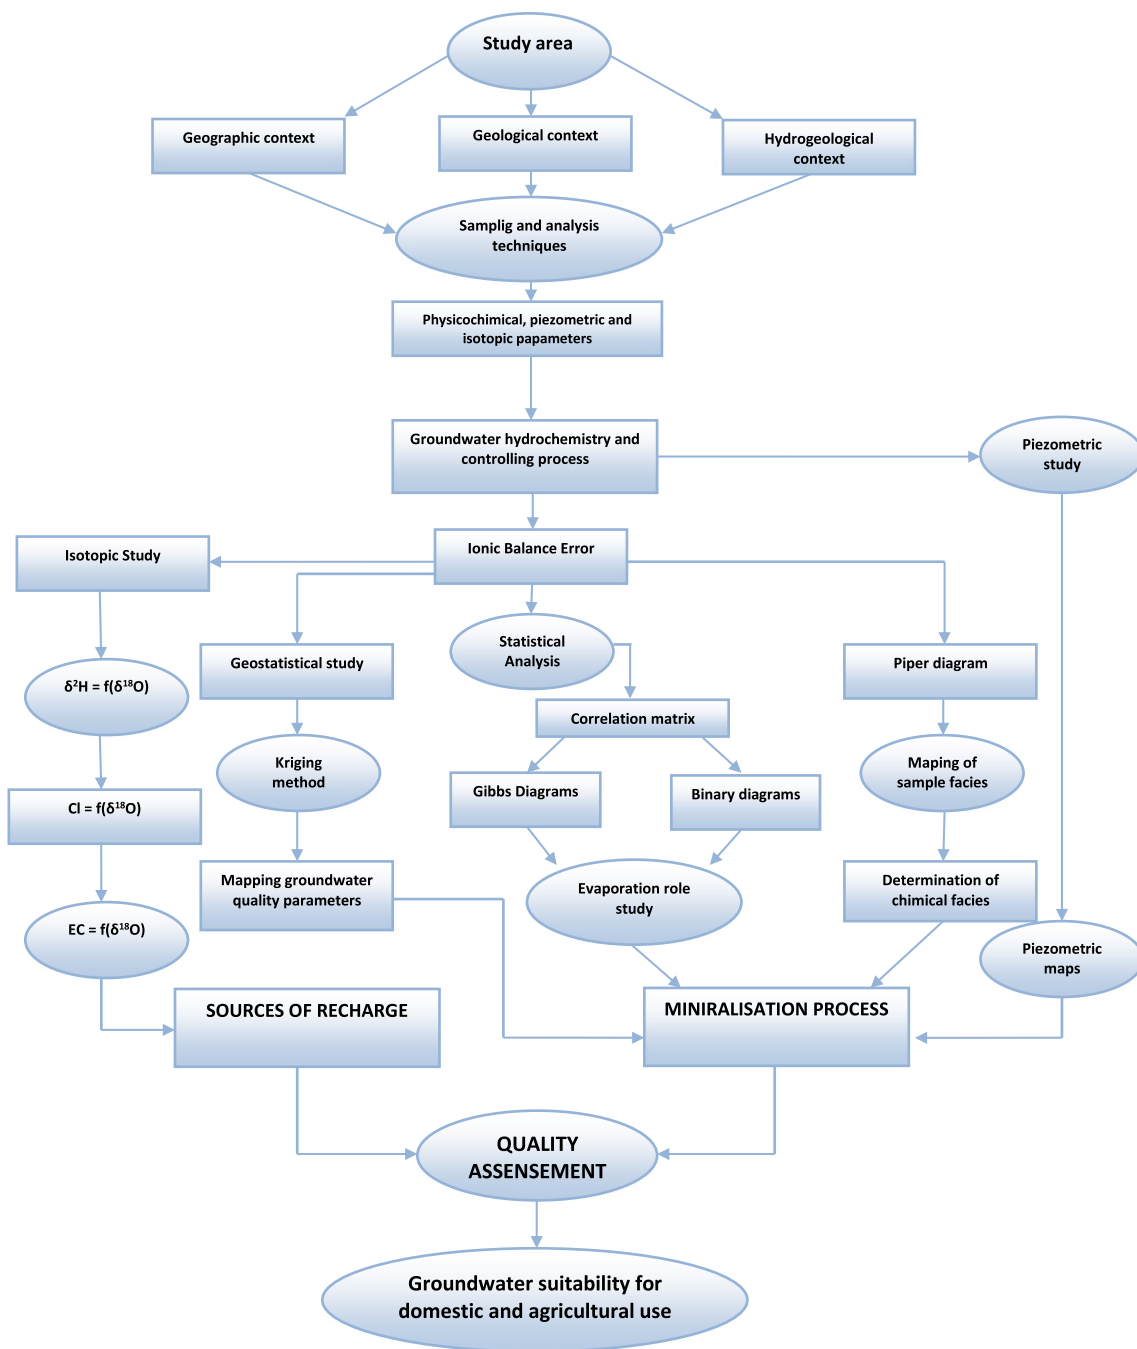 Study area
Geographic context
Geological context
Hydrogeological
context
Samplig and analysis
techniques
Physicochimical, piezometric and
isotopic papameters
Groundwater hydrochemistry and
controlling process
Piezometric
study
Isotopic Study
Ionic Balance Error
Statistical
Analysis
Geostatistical study
Piper diagram
δ²H = f(δ¹⁸O)
Correlation matrix
Kriging
method
Maping of
sample facies
Gibbs Diagrams
Binary diagrams
Cl = f(δ¹⁸O)
Mapping groundwater
quality parameters
Evaporation role
study
Determination of
chimical facies
EC = f(δ¹⁸O)
Piezometric
maps
SOURCES OF RECHARGE
MINIRALISATION PROCESS
QUALITY
ASSENSEMENT
Groundwater suitability for
domestic and agricultural use